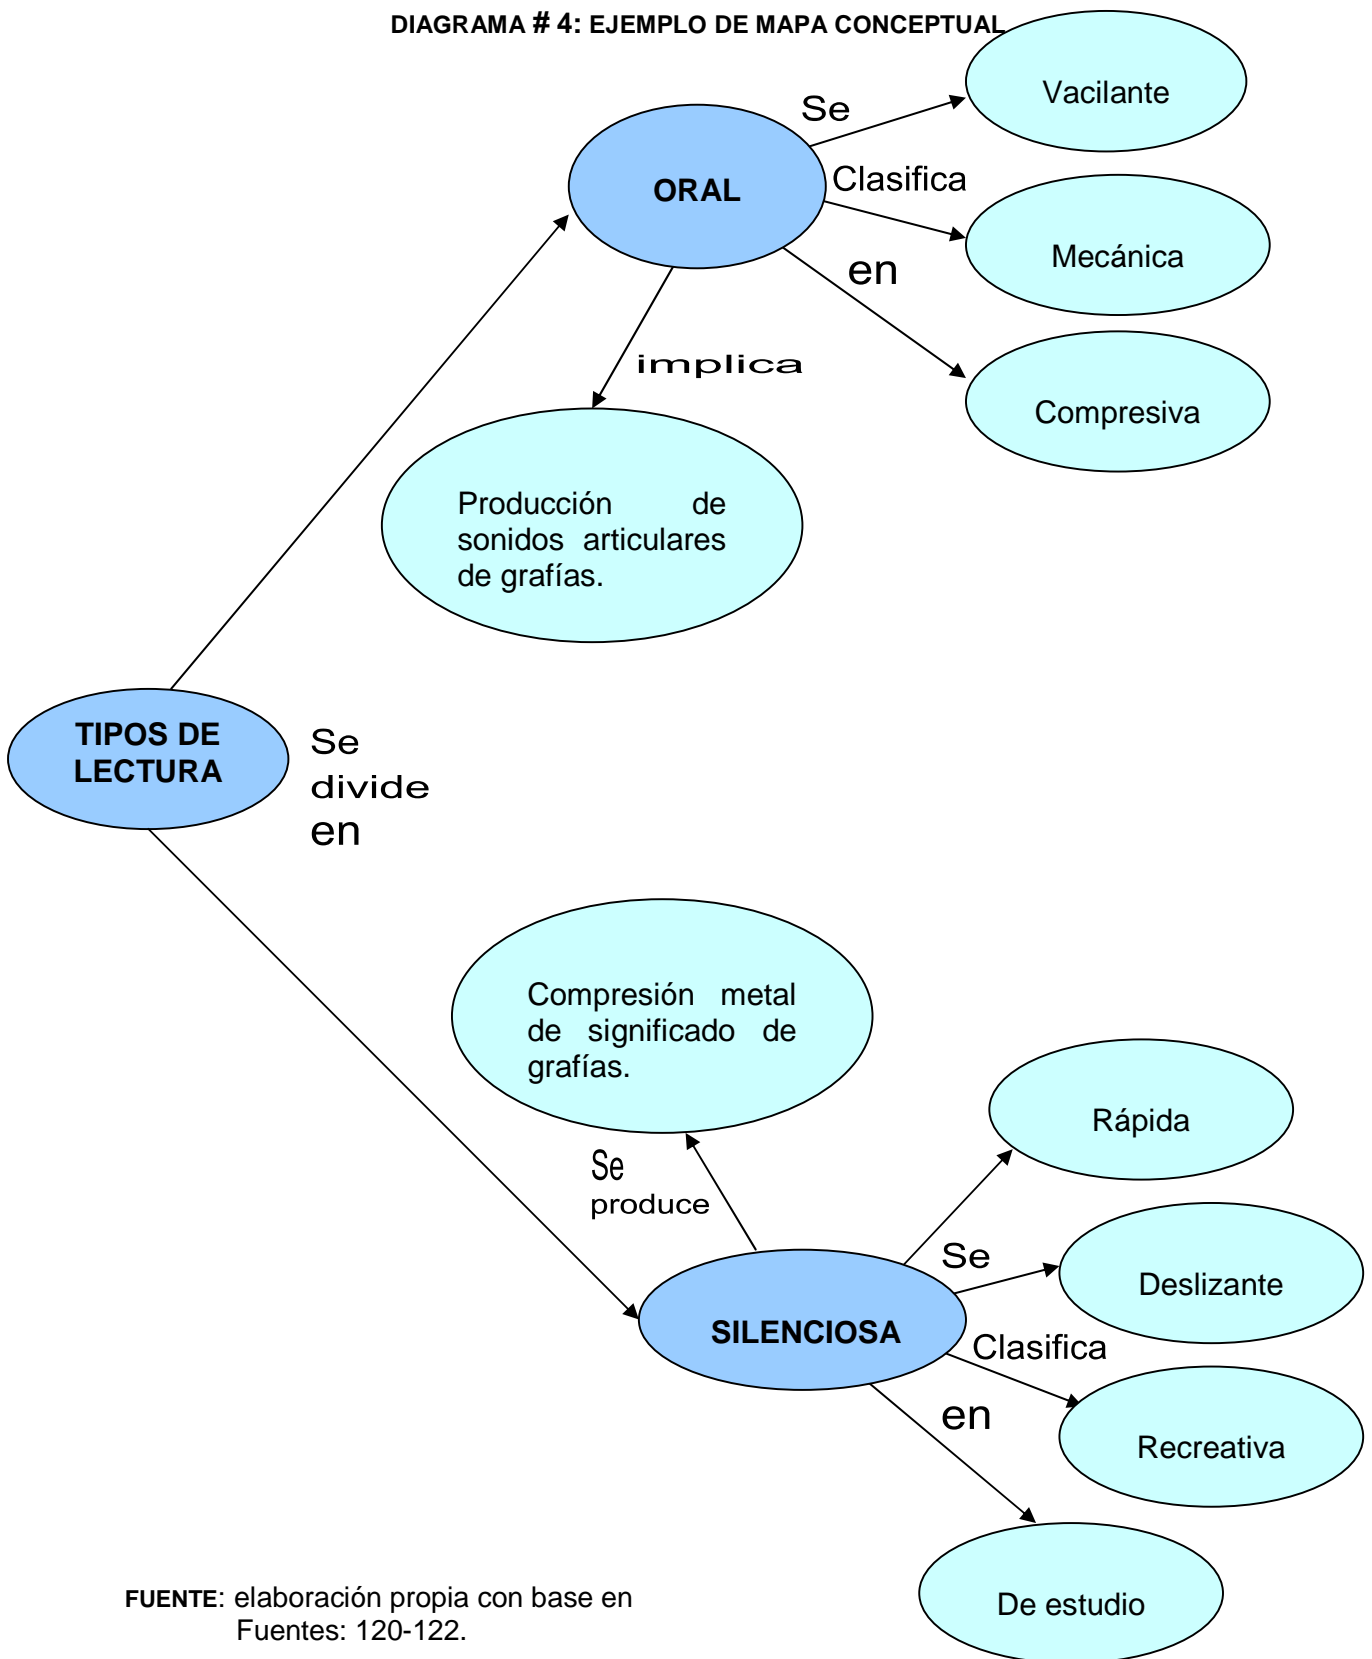 DIAGRAMA # 4: EJEMPLO DE MAPA CONCEPTUAL
Vacilante
Se
ORAL
Clasifica
Mecánica
en
implica
Compresiva
Producción de
sonidos articulares
de grafías.
TIPOS DE
LECTURA
Se
divide
en
Compresión metal
de significado de
grafías.
Rápida
Se
produce
Se
Deslizante
SILENCIOSA
Clasifica
en
Recreativa
De estudio
FUENTE: elaboración propia con base en
Fuentes: 120-122.